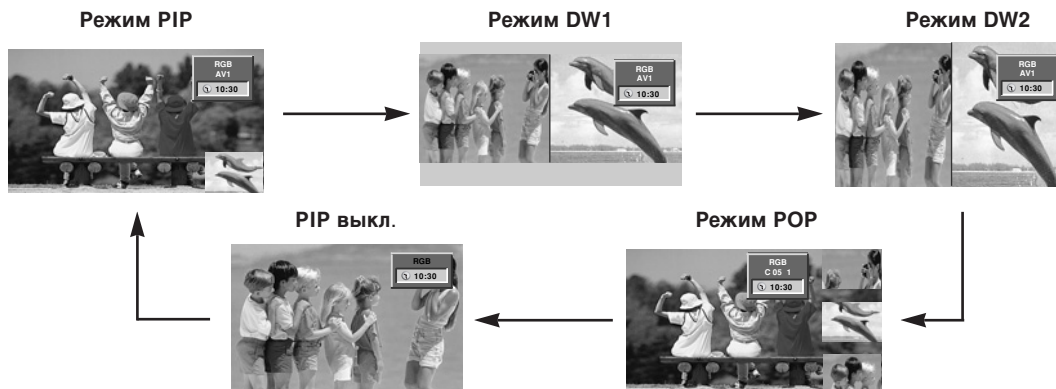 Режим PIP
RGB
AV1
10:30
Режим DW1
RGB
AV1
10:30
Режим DW2
RGB
AV1
10:30
PIP выкл.
RGB
10:30
Режим POP
RGB
C 05 1
10:30